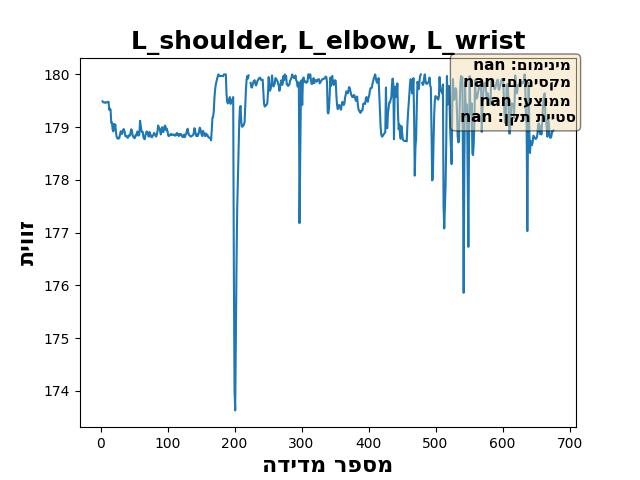 L_shoulder, L_elbow, L_wrist
מינימום: nan
מקסימום: nan
ממוצע: nan
סטיית תקן: nan
180
179
178
177
176
175
174
זווית
0 100 200 300 400 500 600 700
מספר מדידה